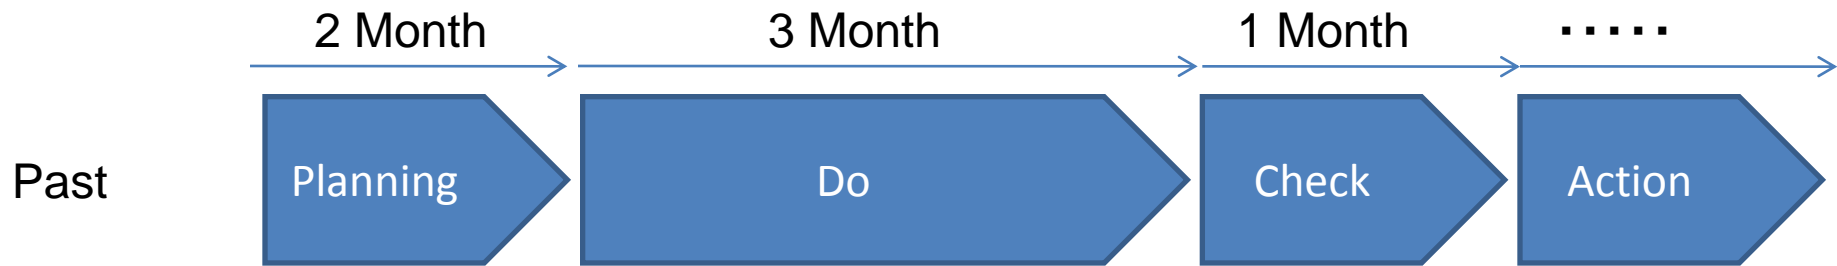 2 Month 3 Month 1 Month .....
Past Planning Do Check Action